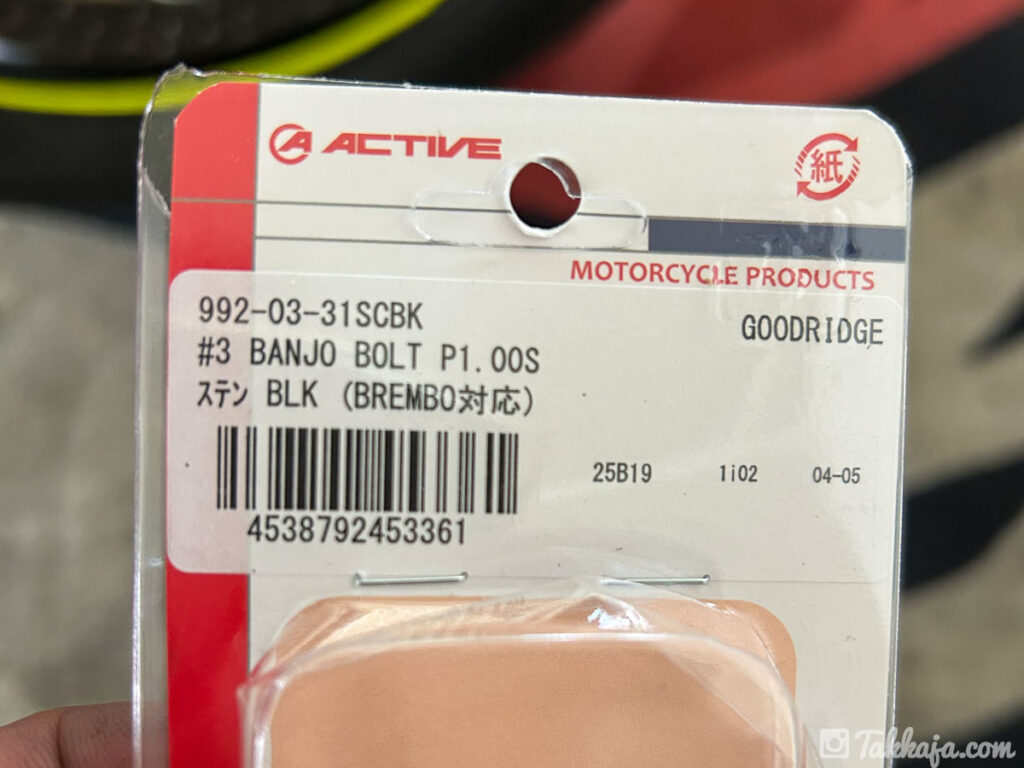 ACTIVE
紙
MOTORCYCLE PRODUCTS
992-03-31SCBK
GOODRIDGE
#3 BANJO BOLT P1.00S
ｽﾃﾝ BLK (BREMBO対応)
25B19 1i02 04-05
4538792453361
Takkaja.com